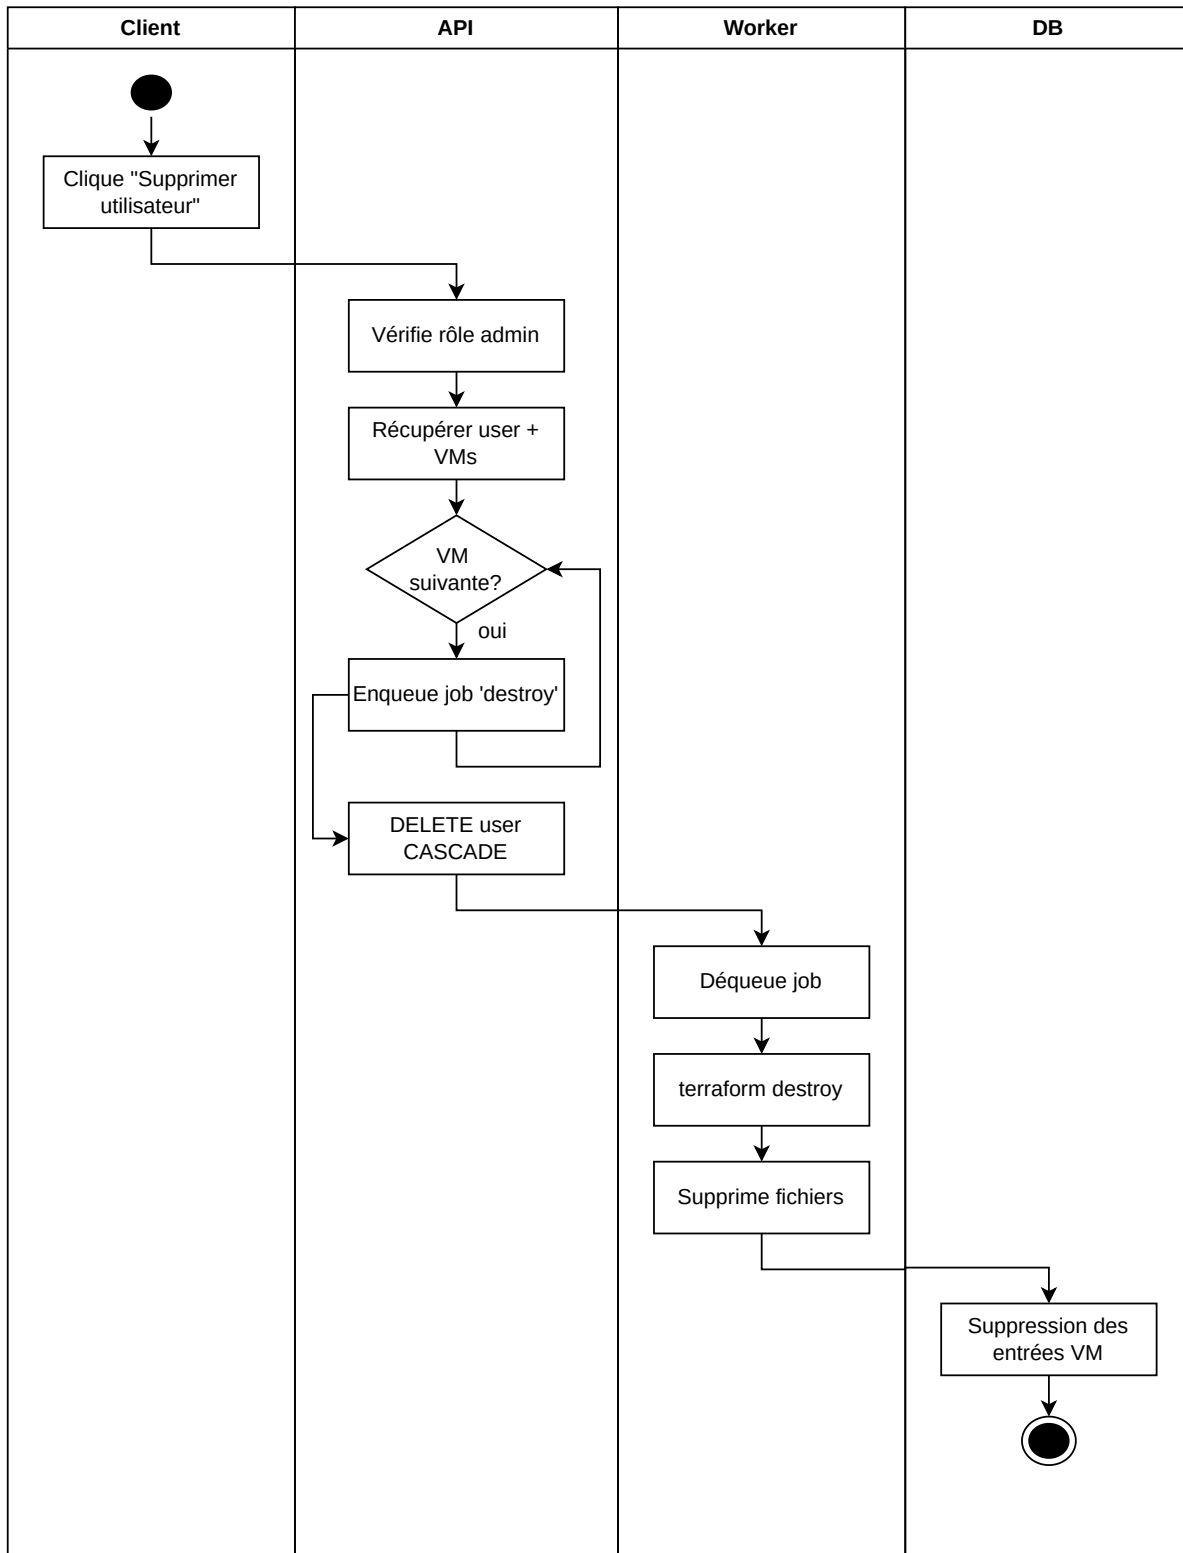 Client
API
Worker
DB
Clique "Supprimer
utilisateur"
Vérifie rôle admin
Récupérer user +
VMs
VM
suivante?
oui
Enqueue job 'destroy'
DELETE user
CASCADE
Déqueue job
terraform destroy
Supprime fichiers
Suppression des
entrées VM